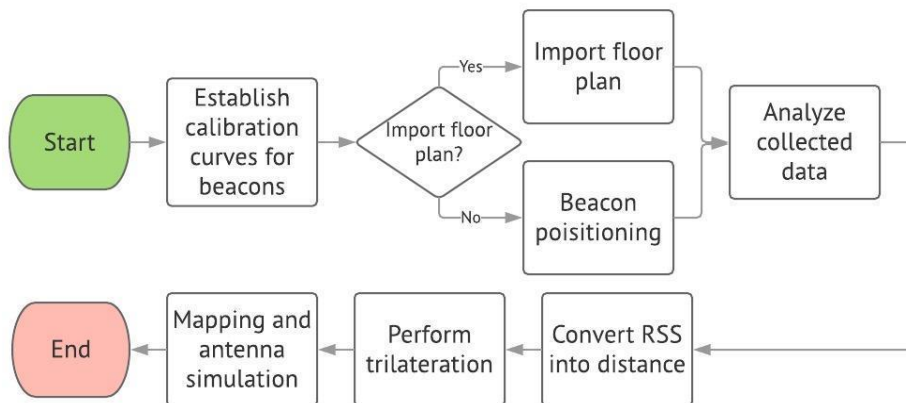 Start
Establish
calibration
curves for
beacons
Import floor
plan?
Yes
Import floor
plan
No
Beacon
poisitioning
Analyze
collected
data
Convert RSS
into distance
Perform
trilateration
Mapping and
antenna
simulation
End